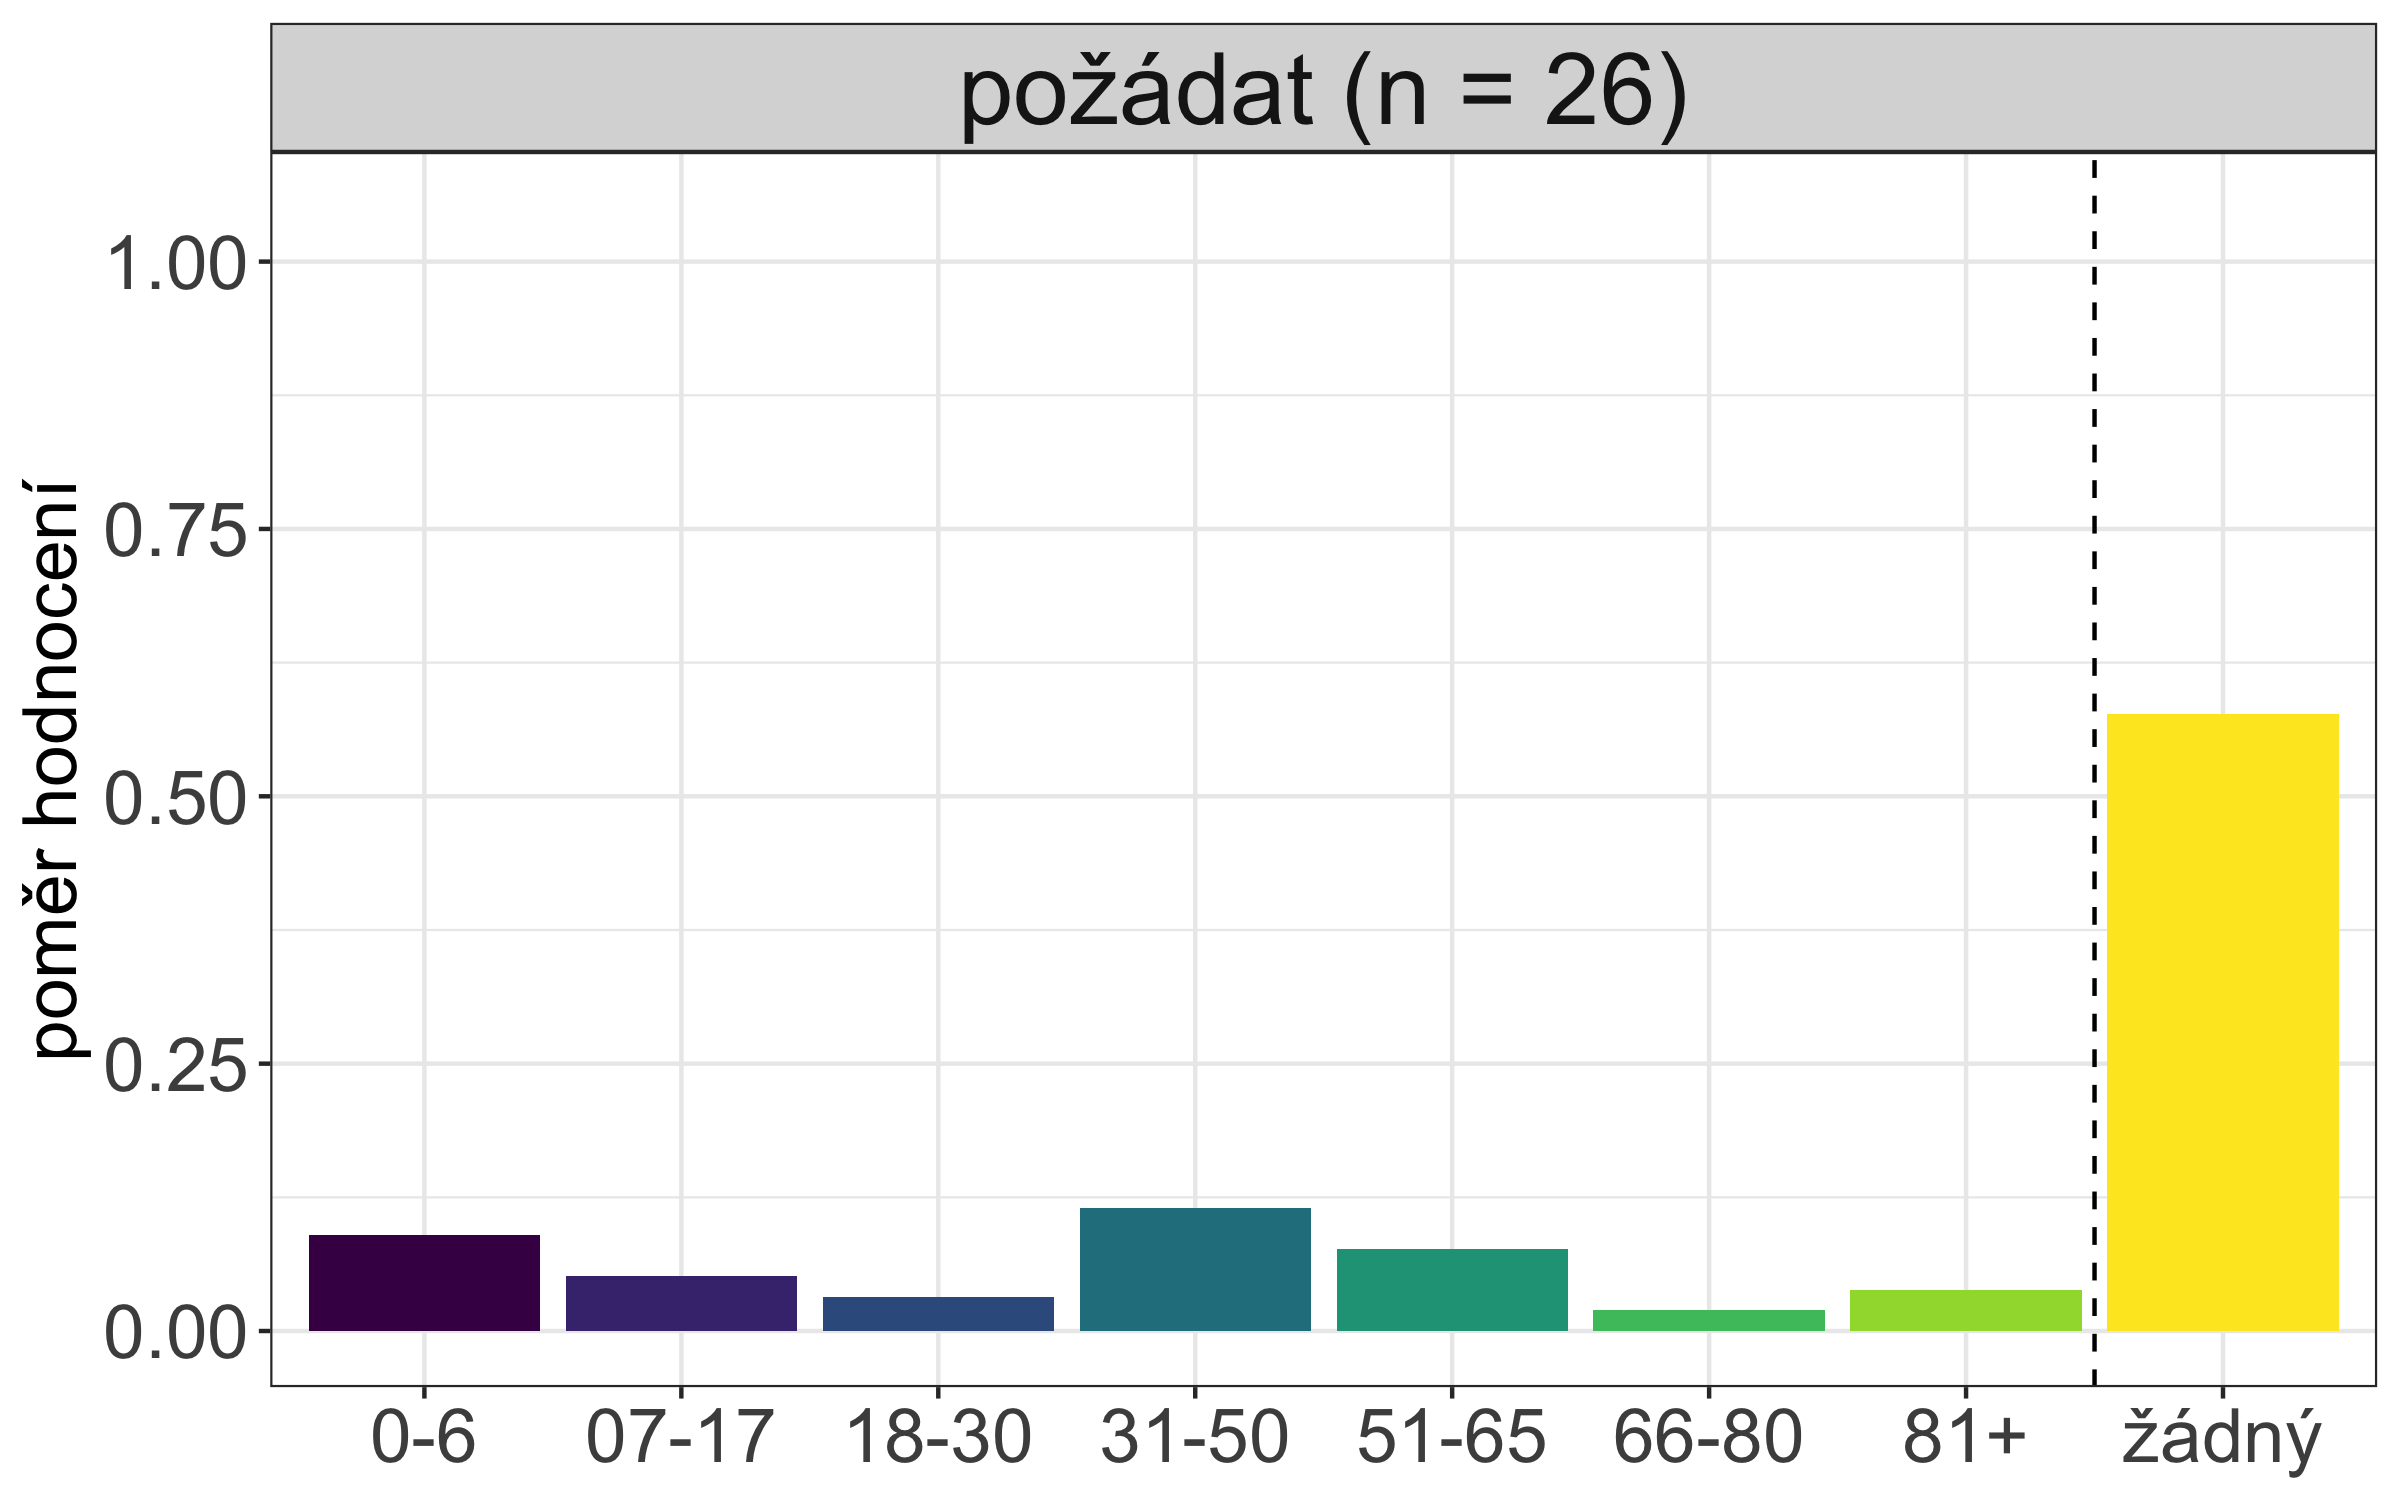 požádat (n = 26)
poměr hodnocení
1.00
0.75
0.50
0.25
0.00
0-6 07-17 18-30 31-50 51-65 66-80 81+ žádný